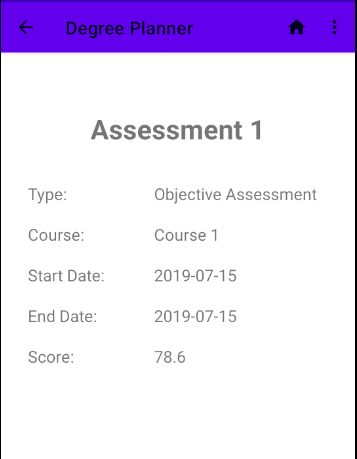 Degree Planner
Assessment 1
Type: Objective Assessment
Course: Course 1
Start Date: 2019-07-15
End Date: 2019-07-15
Score: 78.6